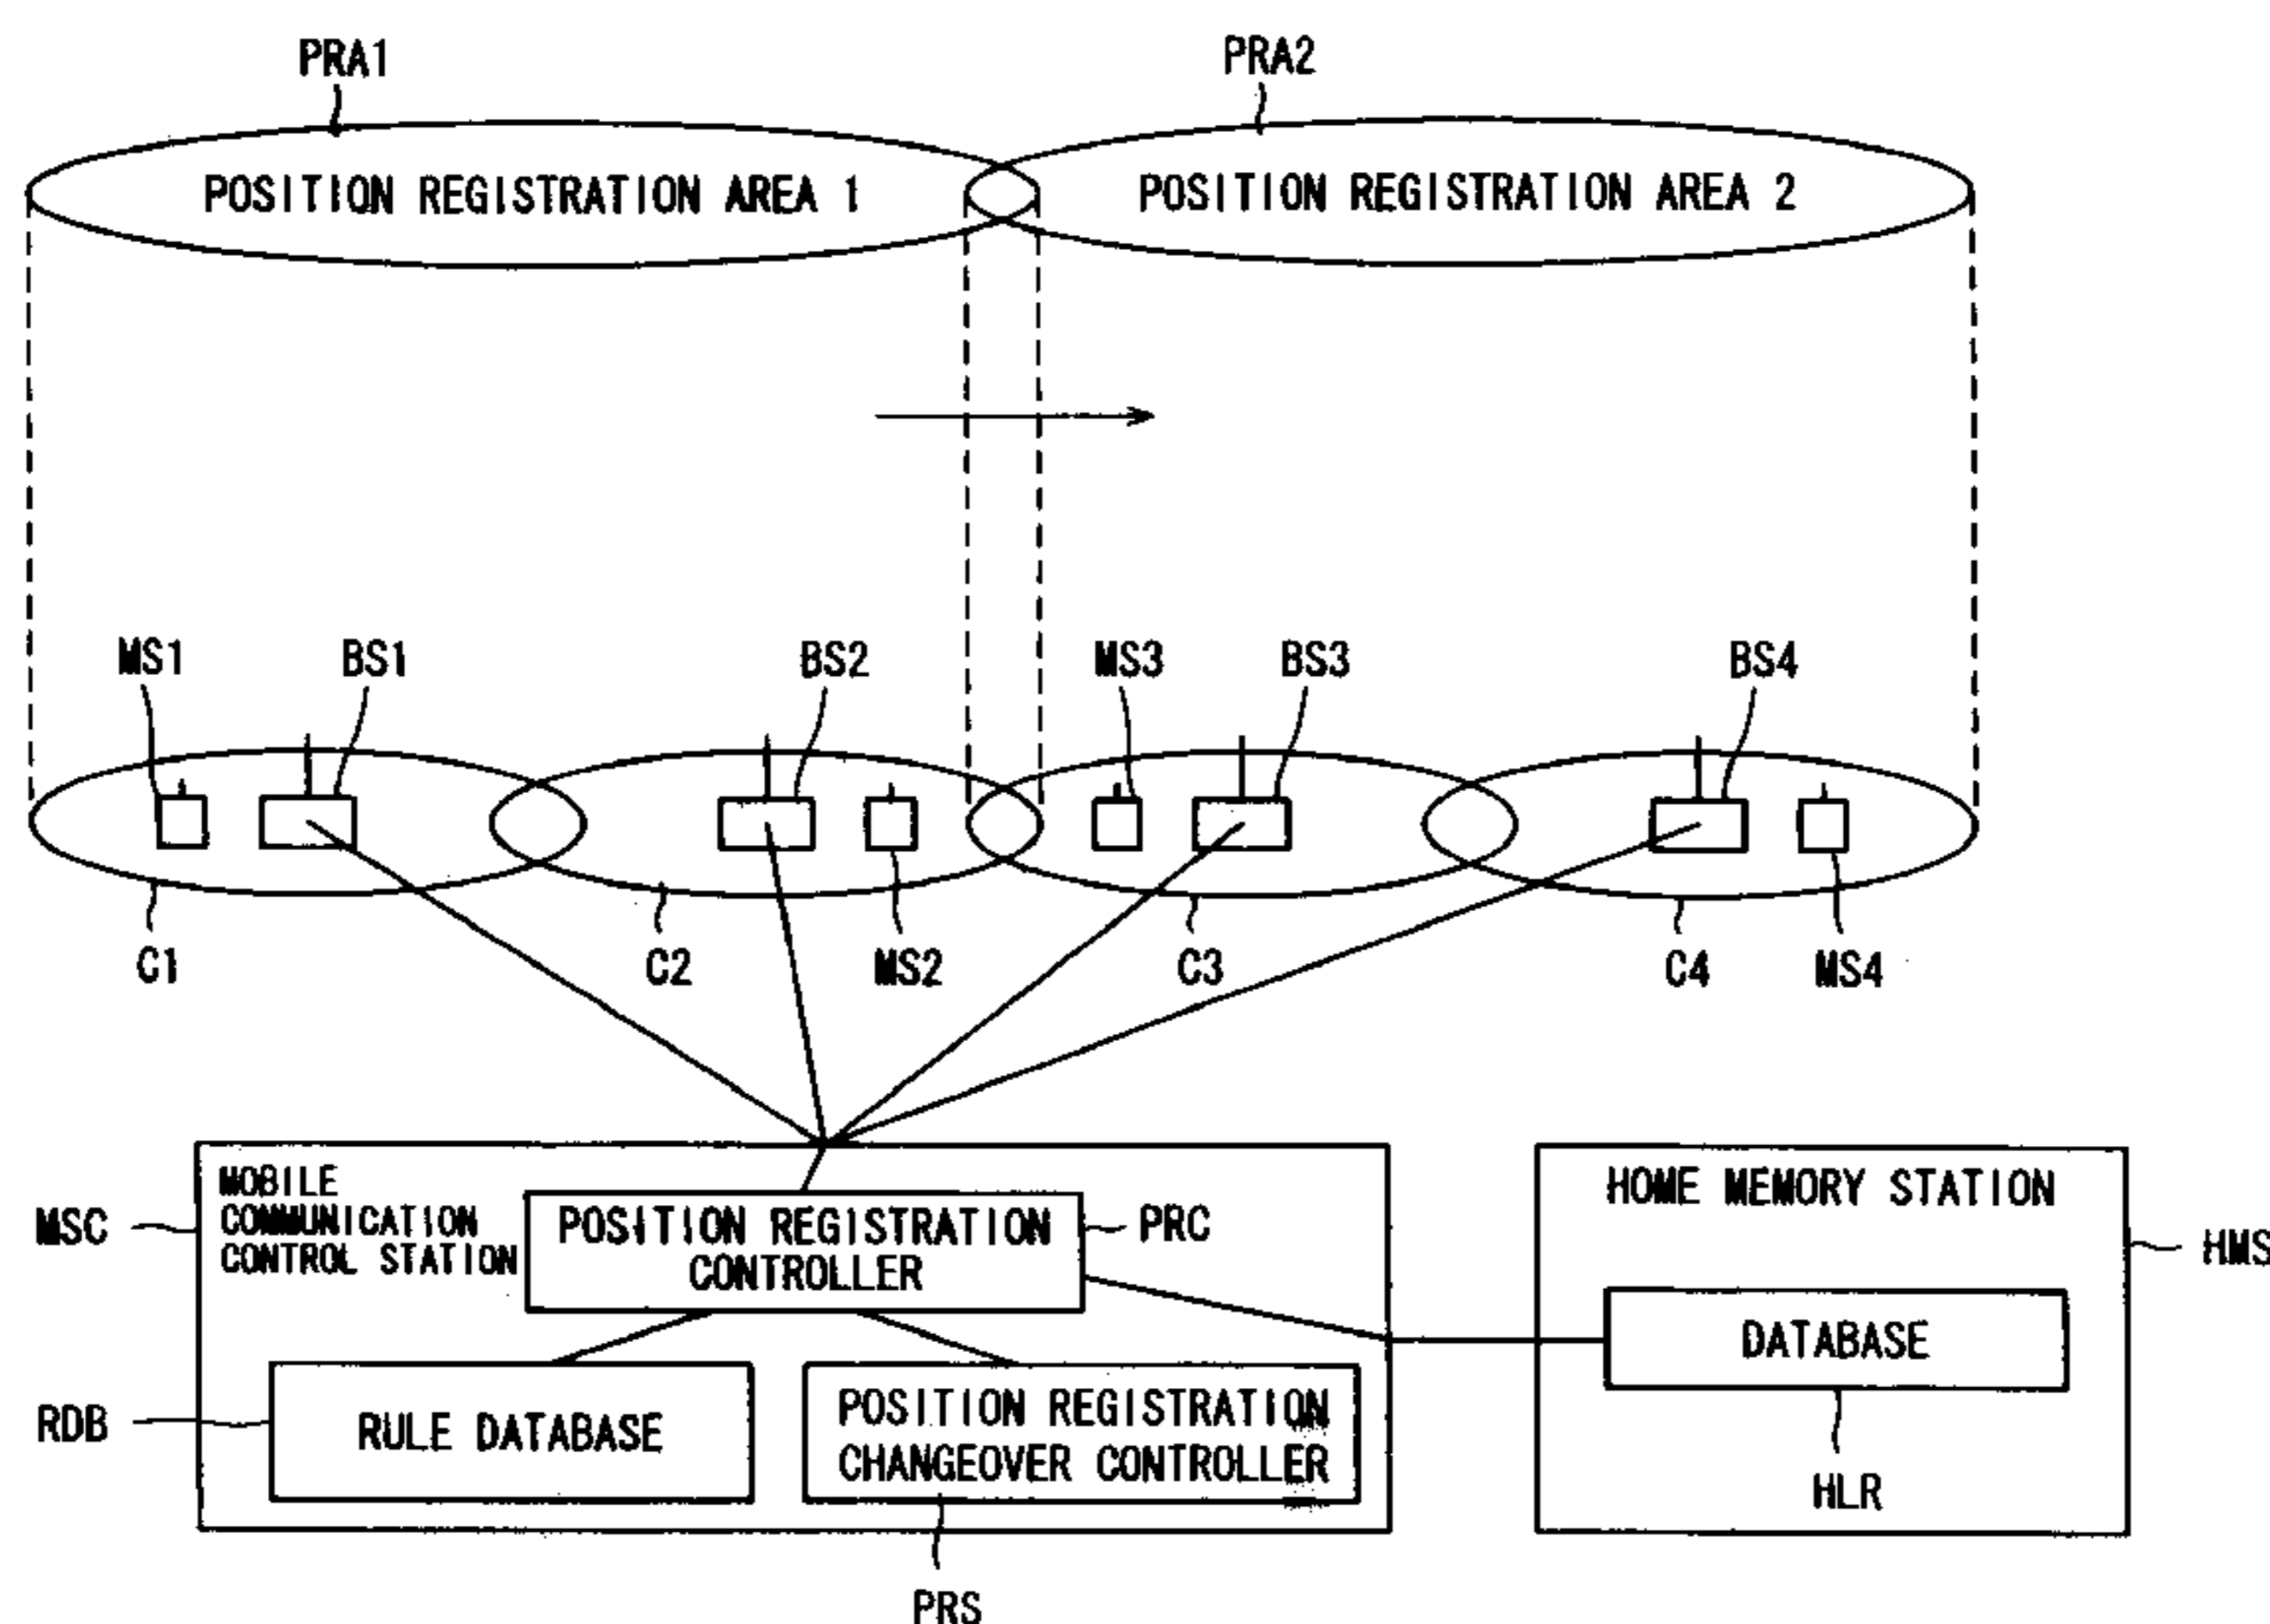 PRA1
PRA2
POSITION REGISTRATION AREA 1
POSITION REGISTRATION AREA 2
MS1
BS1
BS2
MS3
BS3
BS4
C1
C2
MS2
C3
C4
MS4
MSC
MOBILE
COMMUNICATION
CONTROL STATION
POSITION REGISTRATION
CONTROLLER
PRC
HOME MEMORY STATION
HMS
DATABASE
HLR
RDB
RULE DATABASE
POSITION REGISTRATION
CHANGEOVER CONTROLLER
PRS